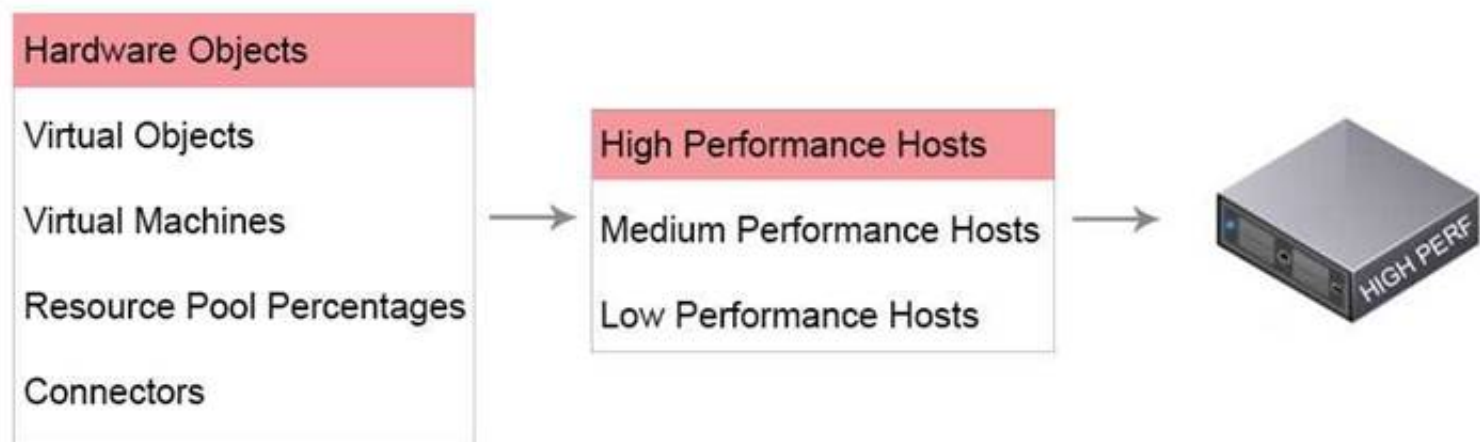 Hardware Objects
Virtual Objects
Virtual Machines
Resource Pool Percentages
Connectors
High Performance Hosts
Medium Performance Hosts
Low Performance Hosts
HIGH PERF